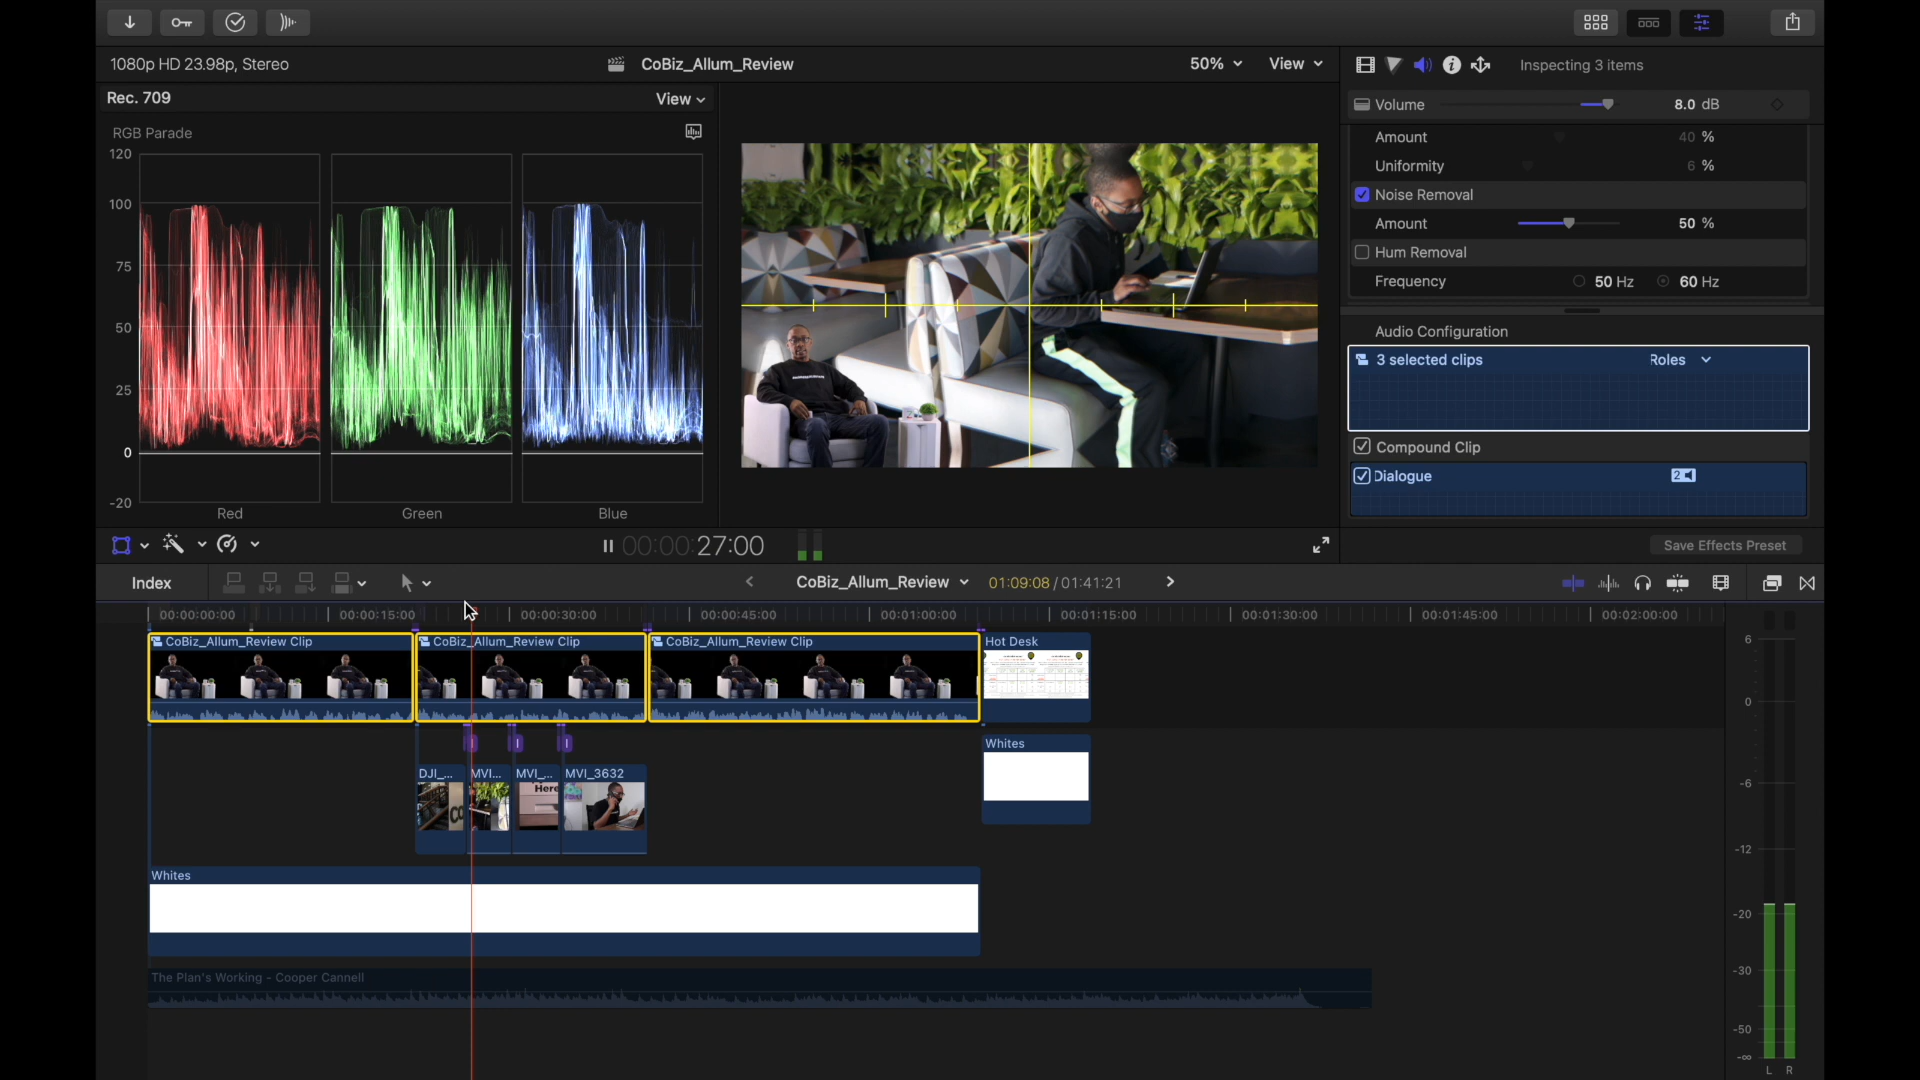 1080p HD 23.98p, Stereo
CoBiz_Allum_Review
50%
View
Inspecting 3 items
Rec. 709
View
Volume
8.0 dB
RGB Parade
Amount
40 %
Uniformity
6 %
Noise Removal
Amount
50 %
Hum Removal
Frequency
50 Hz
60 Hz
120
100
75
50
25
0
-20
Red
Green
Blue
Audio Configuration
3 selected clips
Roles
Compound Clip
Dialogue
2
00:00:00:27:00
Save Effects Preset
Index
CoBiz_Allum_Review
01:09:08 / 01:41:21
00:00:00:00
00:00:15:00
00:00:30:00
00:00:45:00
00:01:00:00
00:01:15:00
00:01:30:00
00:01:45:00
00:02:00:00
CoBiz_Allum_Review Clip
CoBiz_Allum_Review Clip
CoBiz_Allum_Review Clip
Hot Desk
Whites
DJI_...
MVI...
MVI_...
MVI_3632
Here
Whites
The Plan's Working - Cooper Cannell
6
0
-6
-12
-20
-30
-50
-∞
L R